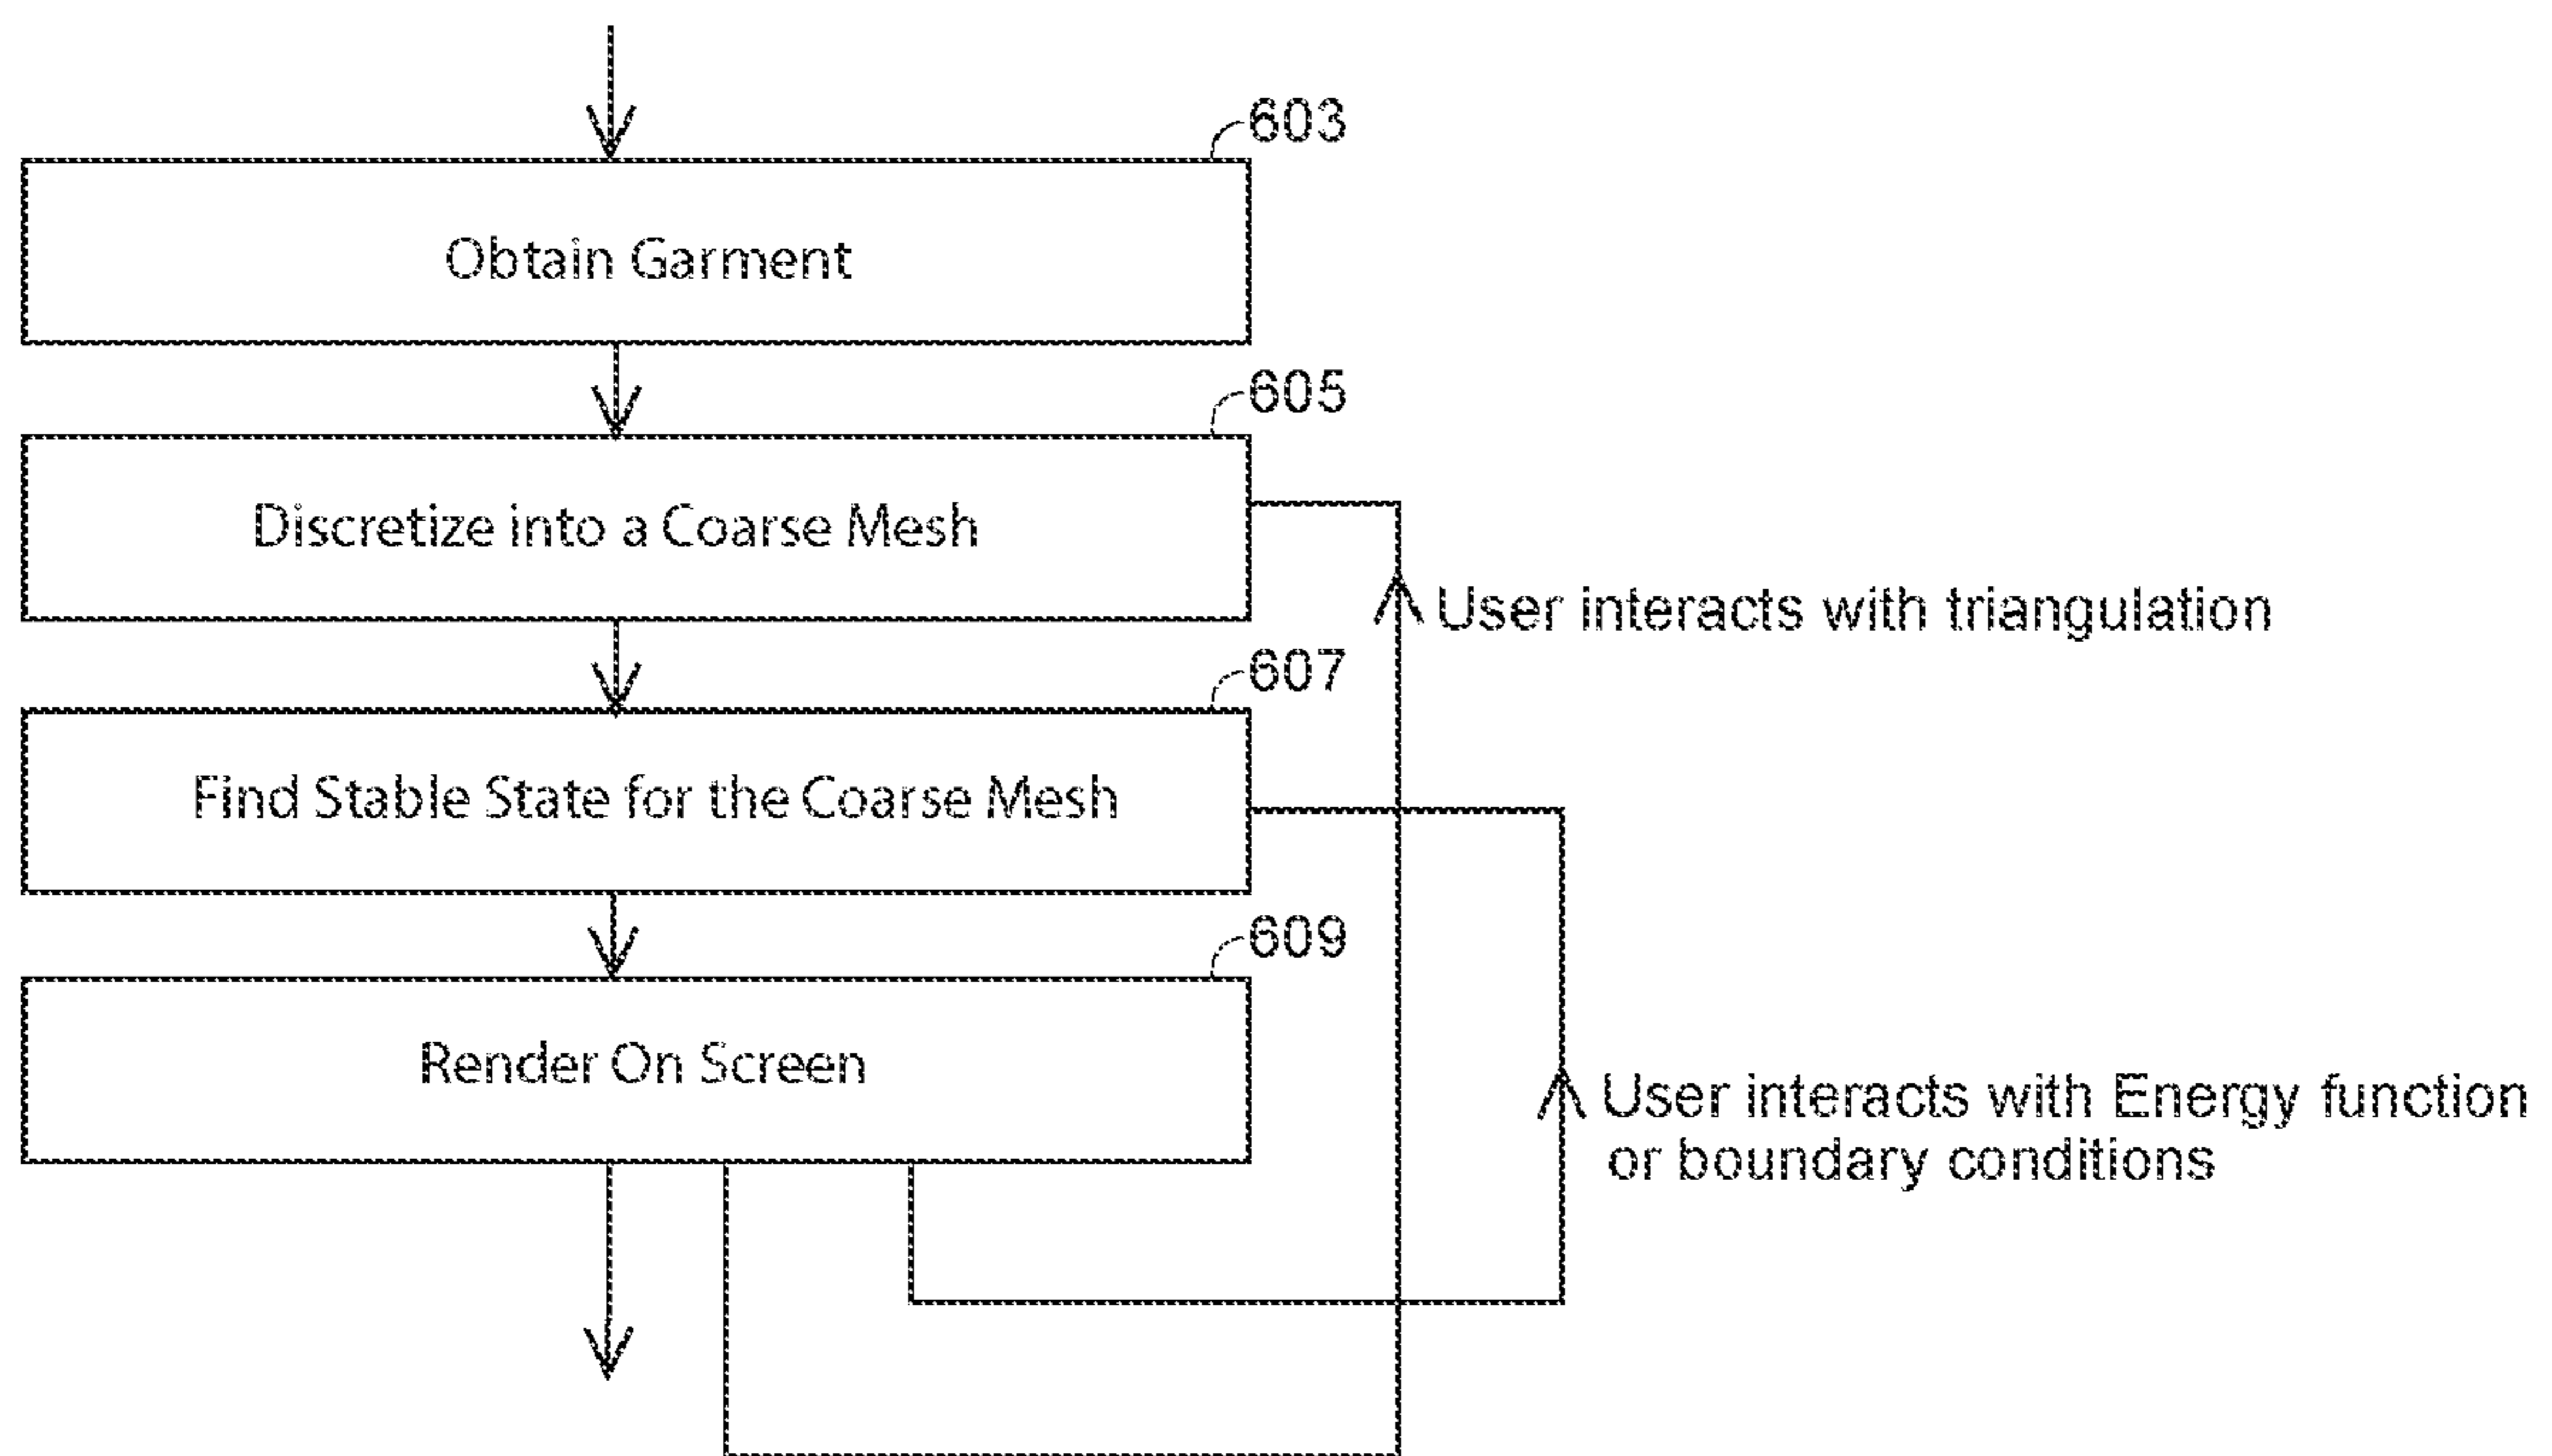 603
Obtain Garment
605
Discretize into a Coarse Mesh
User interacts with triangulation
607
Find Stable State for the Coarse Mesh
609
Render On Screen
User interacts with Energy function
or boundary conditions